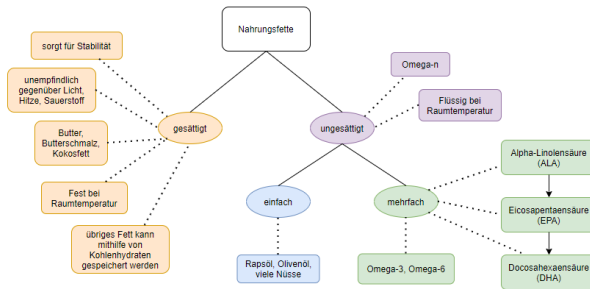 Nahrungsfette
sorgt für Stabilität
unempfindlich
gegenüber Licht,
Hitze, Sauerstoff
Butter,
Butterschmalz,
Kokosfett
Fest bei
Raumtemperatur
übriges Fett kann
mithilfe von
Kohlenhydraten
gespeichert werden
gesättigt
ungesättigt
Omega-n
Flüssig bei
Raumtemperatur
einfach
Rapsöl, Olivenöl,
viele Nüsse
mehrfach
Omega-3, Omega-6
Alpha-Linolensäure
(ALA)
Eicosapentaensäure
(EPA)
Docosahexaensäure
(DHA)